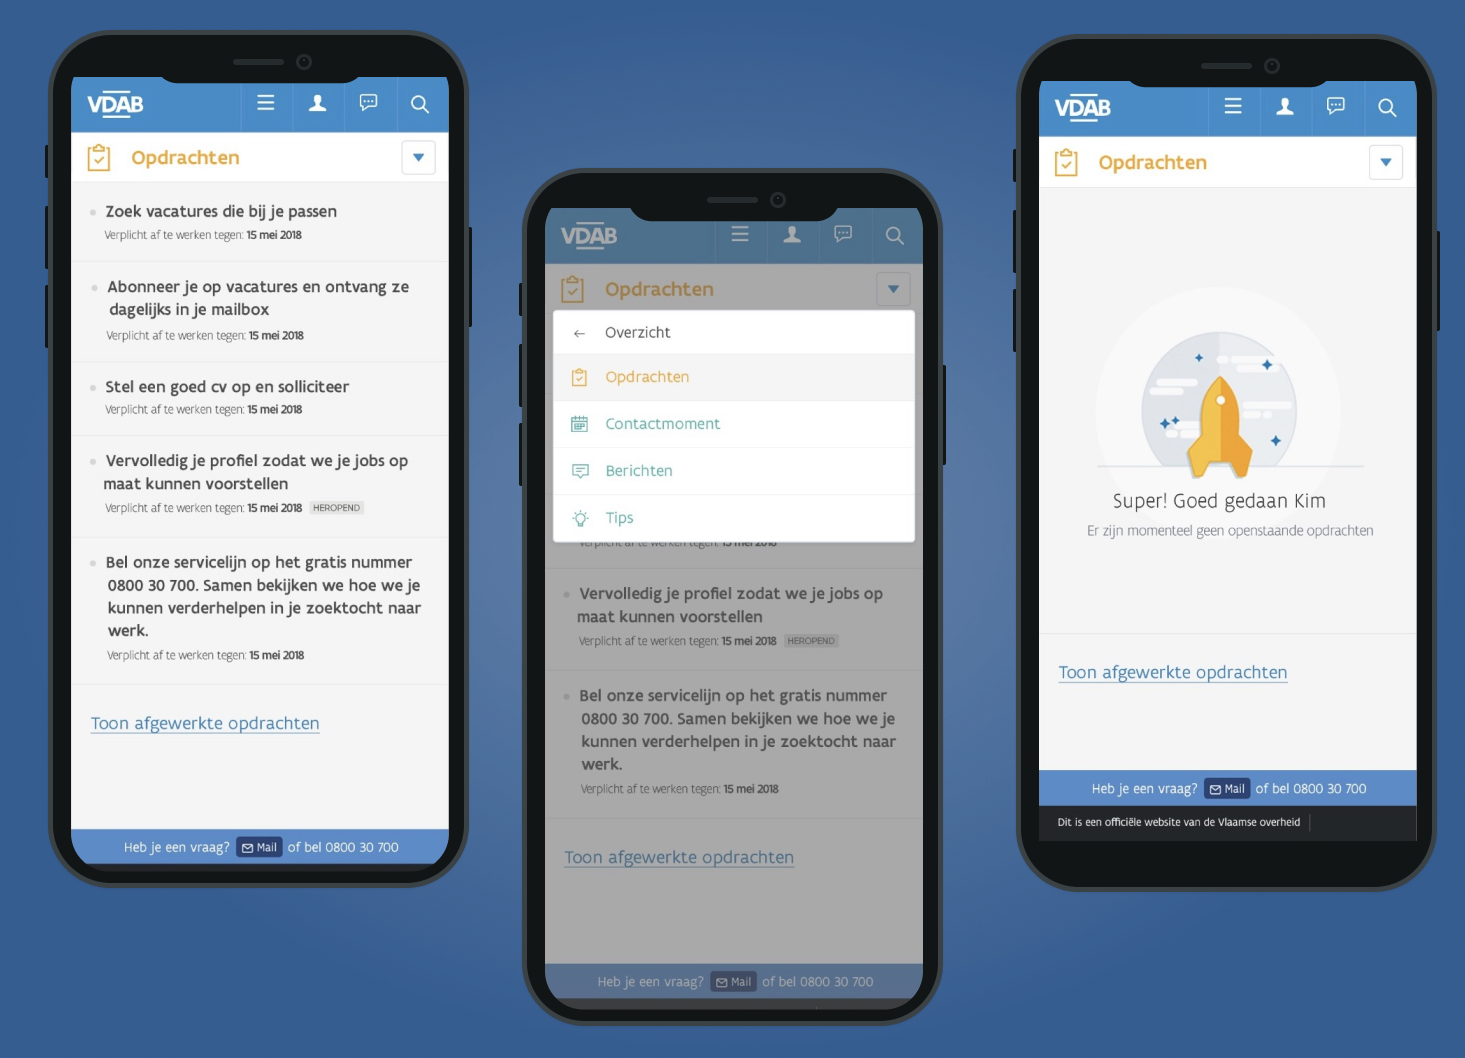 VDAB
Opdrachten
Zoek vacatures die bij je passen
Verplicht af te werken tegen: 15 mei 2018
Abonneer je op vacatures en ontvang ze
dagelijks in je mailbox
Verplicht af te werken tegen: 15 mei 2018
Stel een goed cv op en solliciteer
Verplicht af te werken tegen: 15 mei 2018
Vervolledig je profiel zodat we je jobs op
maat kunnen voorstellen
Verplicht af te werken tegen: 15 mei 2018 HEROPEND
Bel onze servicelijn op het gratis nummer
0800 30 700. Samen bekijken we hoe we je
kunnen verderhelpen in je zoektocht naar
werk.
Verplicht af te werken tegen: 15 mei 2018
Toon afgewerkte opdrachten
Heb je een vraag? Mail of bel 0800 30 700
VDAB
Opdrachten
Overzicht
Opdrachten
Contactmoment
Berichten
Tips
Verplicht af te werken tegen: 15 mei 2018
Vervolledig je profiel zodat we je jobs op
maat kunnen voorstellen
Verplicht af te werken tegen: 15 mei 2018 HEROPEND
Bel onze servicelijn op het gratis nummer
0800 30 700. Samen bekijken we hoe we je
kunnen verderhelpen in je zoektocht naar
werk.
Verplicht af te werken tegen: 15 mei 2018
Toon afgewerkte opdrachten
Heb je een vraag? Mail of bel 0800 30 700
VDAB
Opdrachten
Super! Goed gedaan Kim
Er zijn momenteel geen openstaande opdrachten
Toon afgewerkte opdrachten
Heb je een vraag? Mail of bel 0800 30 700
Dit is een officiële website van de Vlaamse overheid